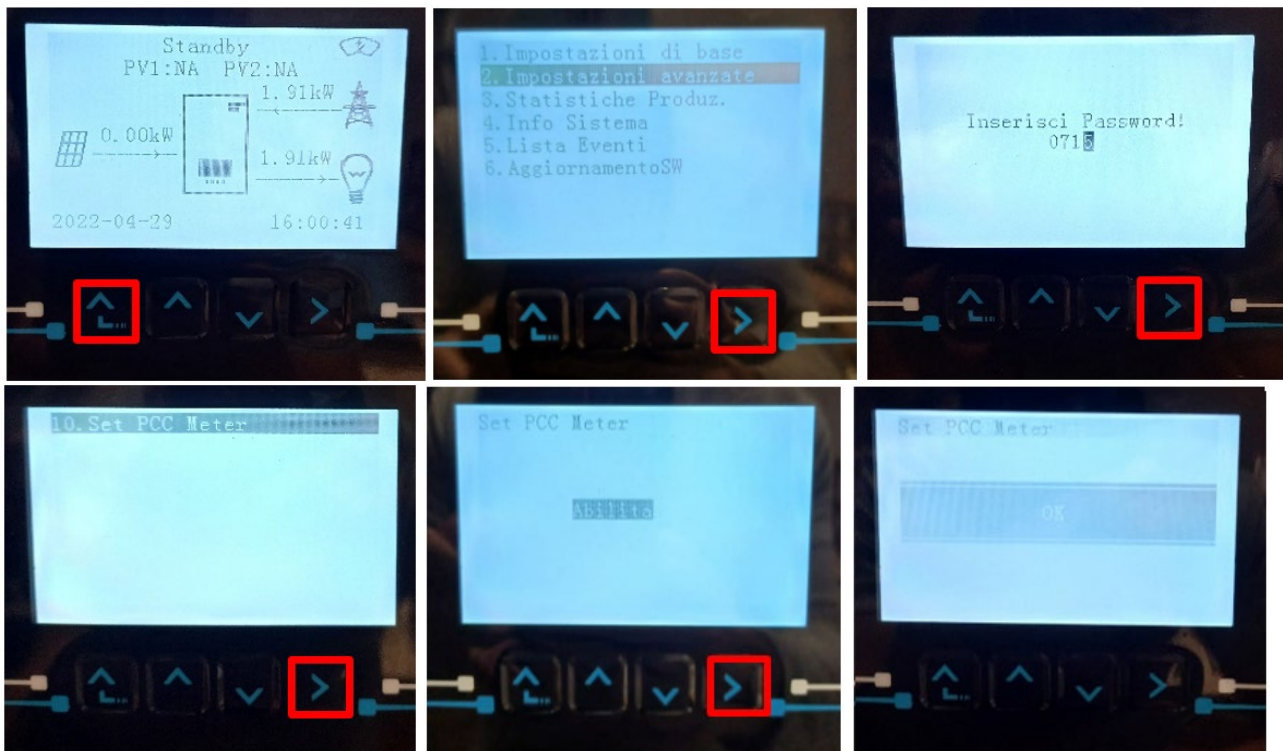 Standby
PV1:NA PV2:NA
1.91kW
0.00kW
1.91kW
2022-04-29
16:00:41
1.Impostazioni di base
2.Impostazioni avanzate
3.Statistiche Produz.
4.Info Sistema
5.Lista Eventi
6.AggiornamentoSW
Inserisci Password!
0715
10.Set PCC Meter
Set PCC Meter
Abilita
Set PCC Meter
OK